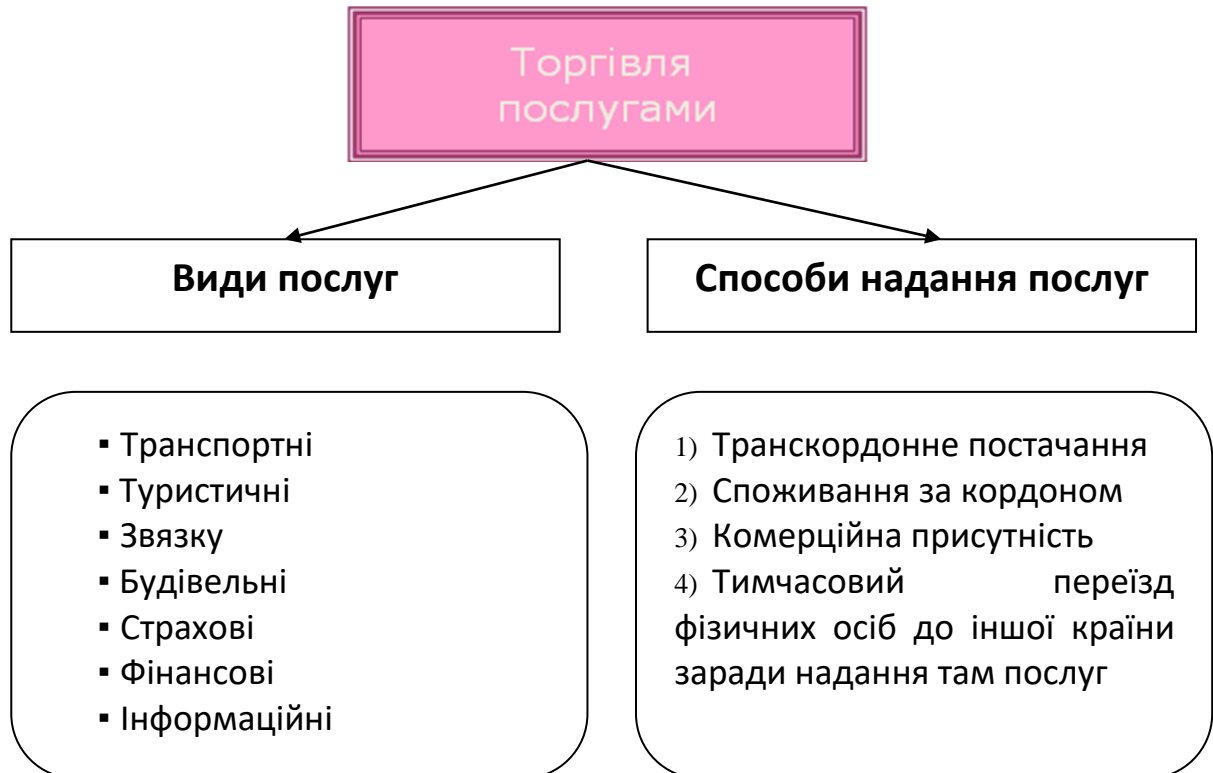 Торгівля
послугами
Види послуг
Способи надання послуг
▪ Транспортні
▪ Туристичні
▪ Звязку
▪ Будівельні
▪ Страхові
▪ Фінансові
▪ Інформаційні
1) Транскордонне постачання
2) Споживання за кордоном
3) Комерційна присутність
4) Тимчасовий переїзд
фізичних осіб до іншої країни
заради надання там послуг